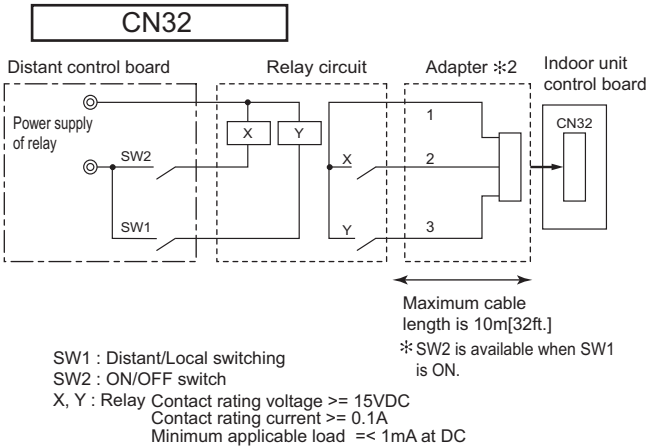 CN32
Distant control board
Relay circuit
Adapter ✻2
Indoor unit
control board
Power supply
of relay
X
Y
1
CN32
SW2
X
2
SW1
Y
3
Maximum cable
length is 10m[32ft.]
✻SW2 is available when SW1
is ON.
SW1 : Distant/Local switching
SW2 : ON/OFF switch
X, Y : Relay Contact rating voltage >= 15VDC
Contact rating current >= 0.1A
Minimum applicable load =< 1mA at DC